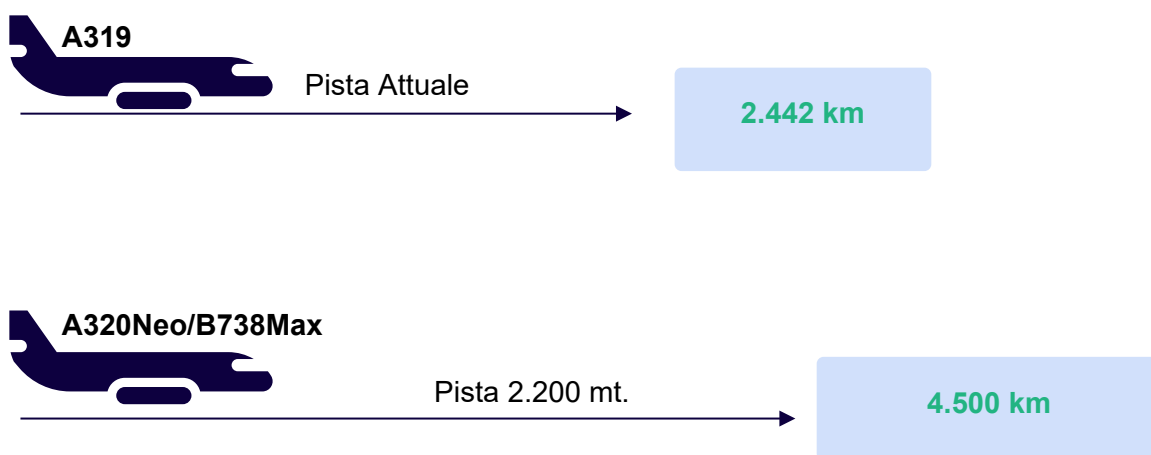 A319
Pista Attuale
2.442 km
A320Neo/B738Max
Pista 2.200 mt.
4.500 km